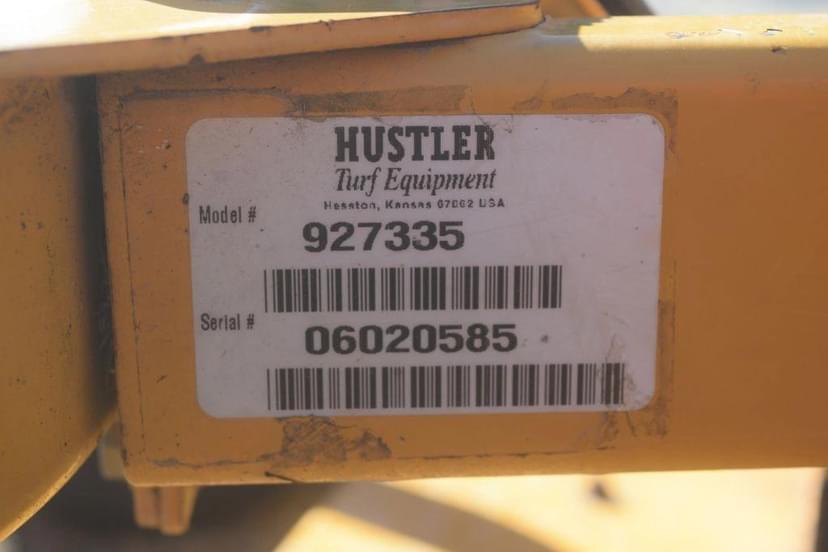 HUSTLER
Turf Equipment
Hesston, Kansas 67062 USA
Model #
927335
Serial #
06020585